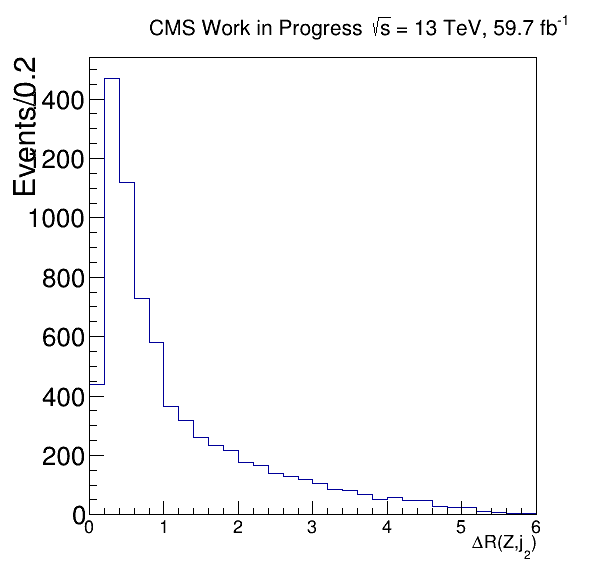 CMS Work in Progress √s = 13 TeV, 59.7 fb⁻¹
Events/0.2
1400
1200
1000
800
600
400
200
0
0 1 2 3 4 5 6
ΔR(Z,j₂)